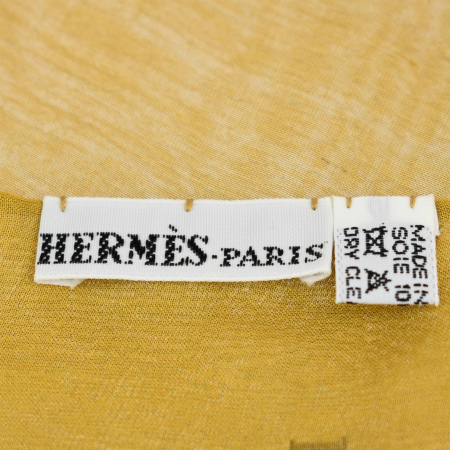 HERMÈS-PARIS
MADE IN
SOIE 10
DRY CLE